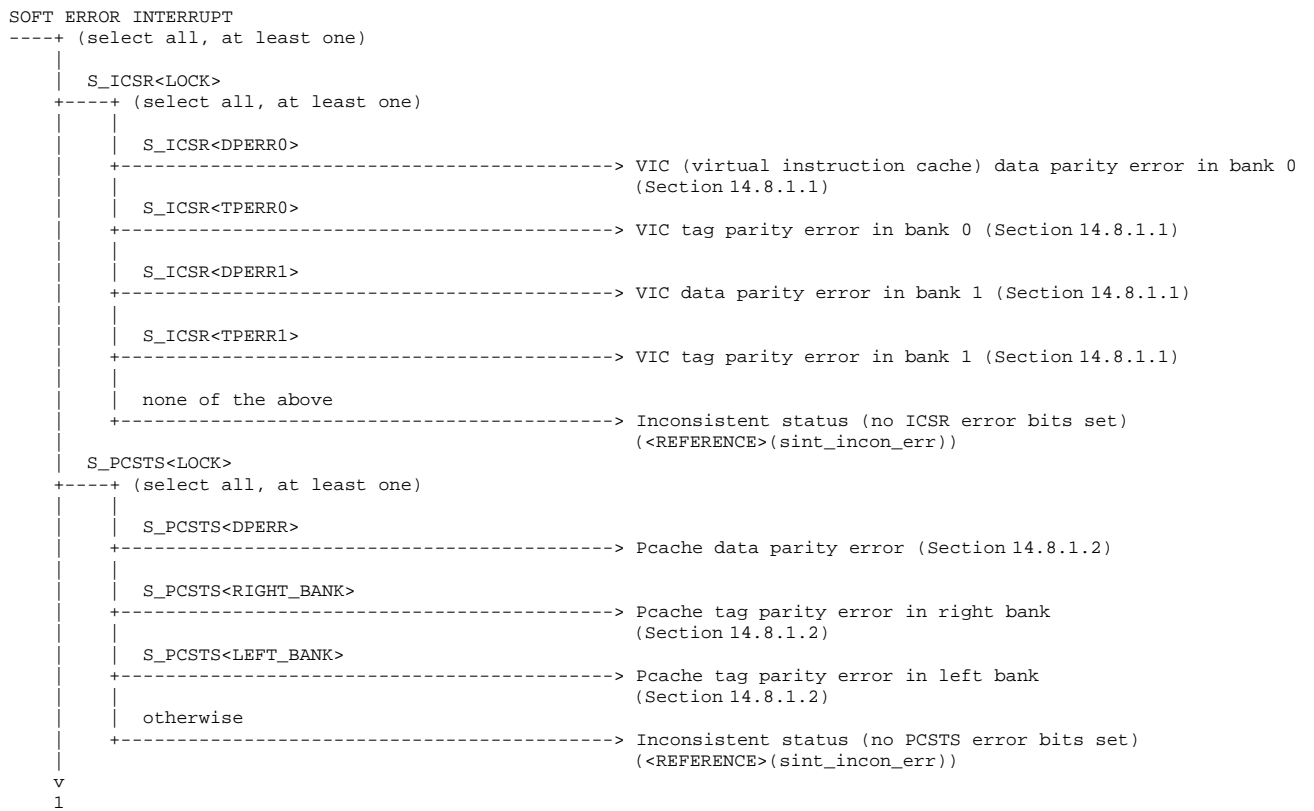 SOFT ERROR INTERRUPT
----+ (select all, at least one)
|
| S_ICSR<LOCK>
+----+ (select all, at least one)
| |
| | S_ICSR<DPERR0>
| +----------------------------------------------> VIC (virtual instruction cache) data parity error in bank 0
| | (Section 14.8.1.1)
| | S_ICSR<TPERR0>
| +----------------------------------------------> VIC tag parity error in bank 0 (Section 14.8.1.1)
| |
| | S_ICSR<DPERR1>
| +----------------------------------------------> VIC data parity error in bank 1 (Section 14.8.1.1)
| |
| | S_ICSR<TPERR1>
| +----------------------------------------------> VIC tag parity error in bank 1 (Section 14.8.1.1)
| |
| | none of the above
| +----------------------------------------------> Inconsistent status (no ICSR error bits set)
| (<REFERENCE>(sint_incon_err))
| S_PCSTS<LOCK>
+----+ (select all, at least one)
| |
| | S_PCSTS<DPERR>
| +----------------------------------------------> Pcache data parity error (Section 14.8.1.2)
| |
| | S_PCSTS<RIGHT_BANK>
| +----------------------------------------------> Pcache tag parity error in right bank
| | (Section 14.8.1.2)
| | S_PCSTS<LEFT_BANK>
| +----------------------------------------------> Pcache tag parity error in left bank
| | (Section 14.8.1.2)
| | otherwise
| +----------------------------------------------> Inconsistent status (no PCSTS error bits set)
| (<REFERENCE>(sint_incon_err))
v
1